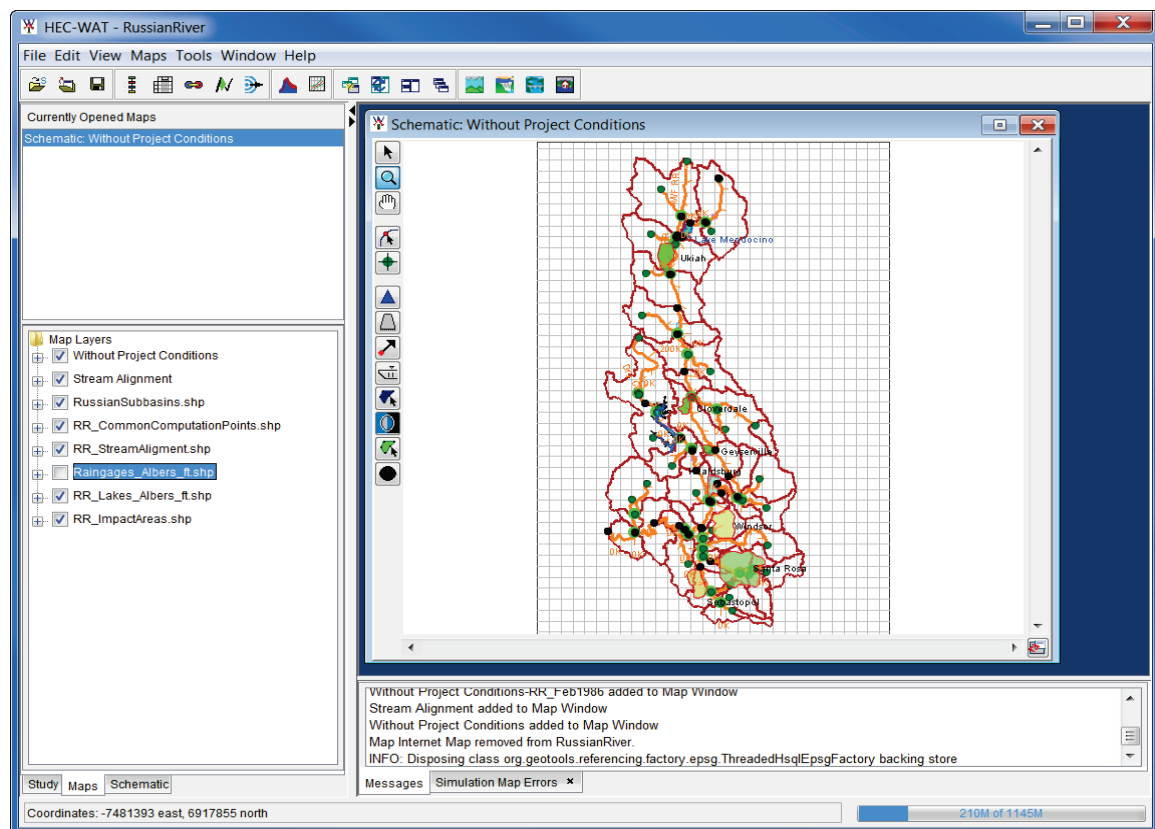 HEC-WAT - RussianRiver
File Edit View Maps Tools Window Help
Currently Opened Maps
Schematic: Without Project Conditions
Map Layers
Without Project Conditions
Stream Alignment
RussianSubbasins.shp
RR_CommonComputationPoints.shp
RR_StreamAligment.shp
Raingages_Albers_ft.shp
RR_Lakes_Albers_ft.shp
RR_ImpactAreas.shp
Study Maps Schematic
Schematic: Without Project Conditions
Lake Mendocino
Ukiah
200K
Cloverdale
Geyserville
Healdsburg
Windsor
Santa Rosa
Sebastopol
Without Project Conditions-RR_Feb1986 added to Map Window
Stream Alignment added to Map Window
Without Project Conditions added to Map Window
Map Internet Map removed from RussianRiver.
INFO: Disposing class org.geotools.referencing.factory.epsg.ThreadedHsqlEpsgFactory backing store
Messages Simulation Map Errors
Coordinates: -7481393 east, 6917855 north
210M of 1145M